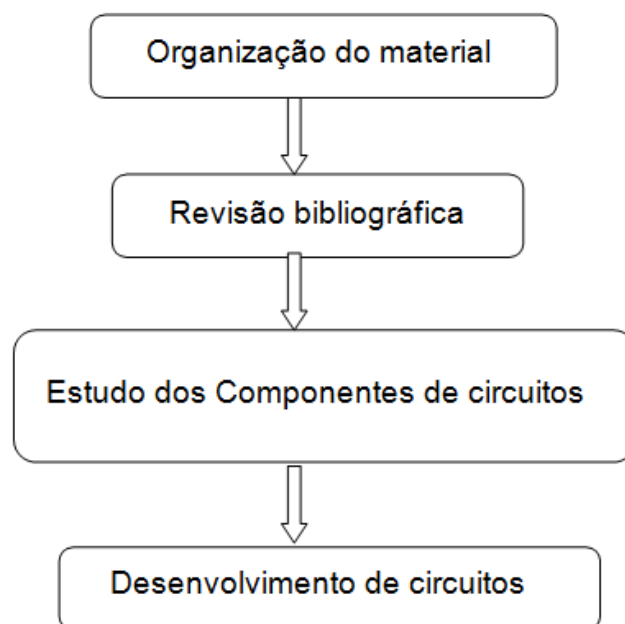 Organização do material
Revisão bibliográfica
Estudo dos Componentes de circuitos
Desenvolvimento de circuitos